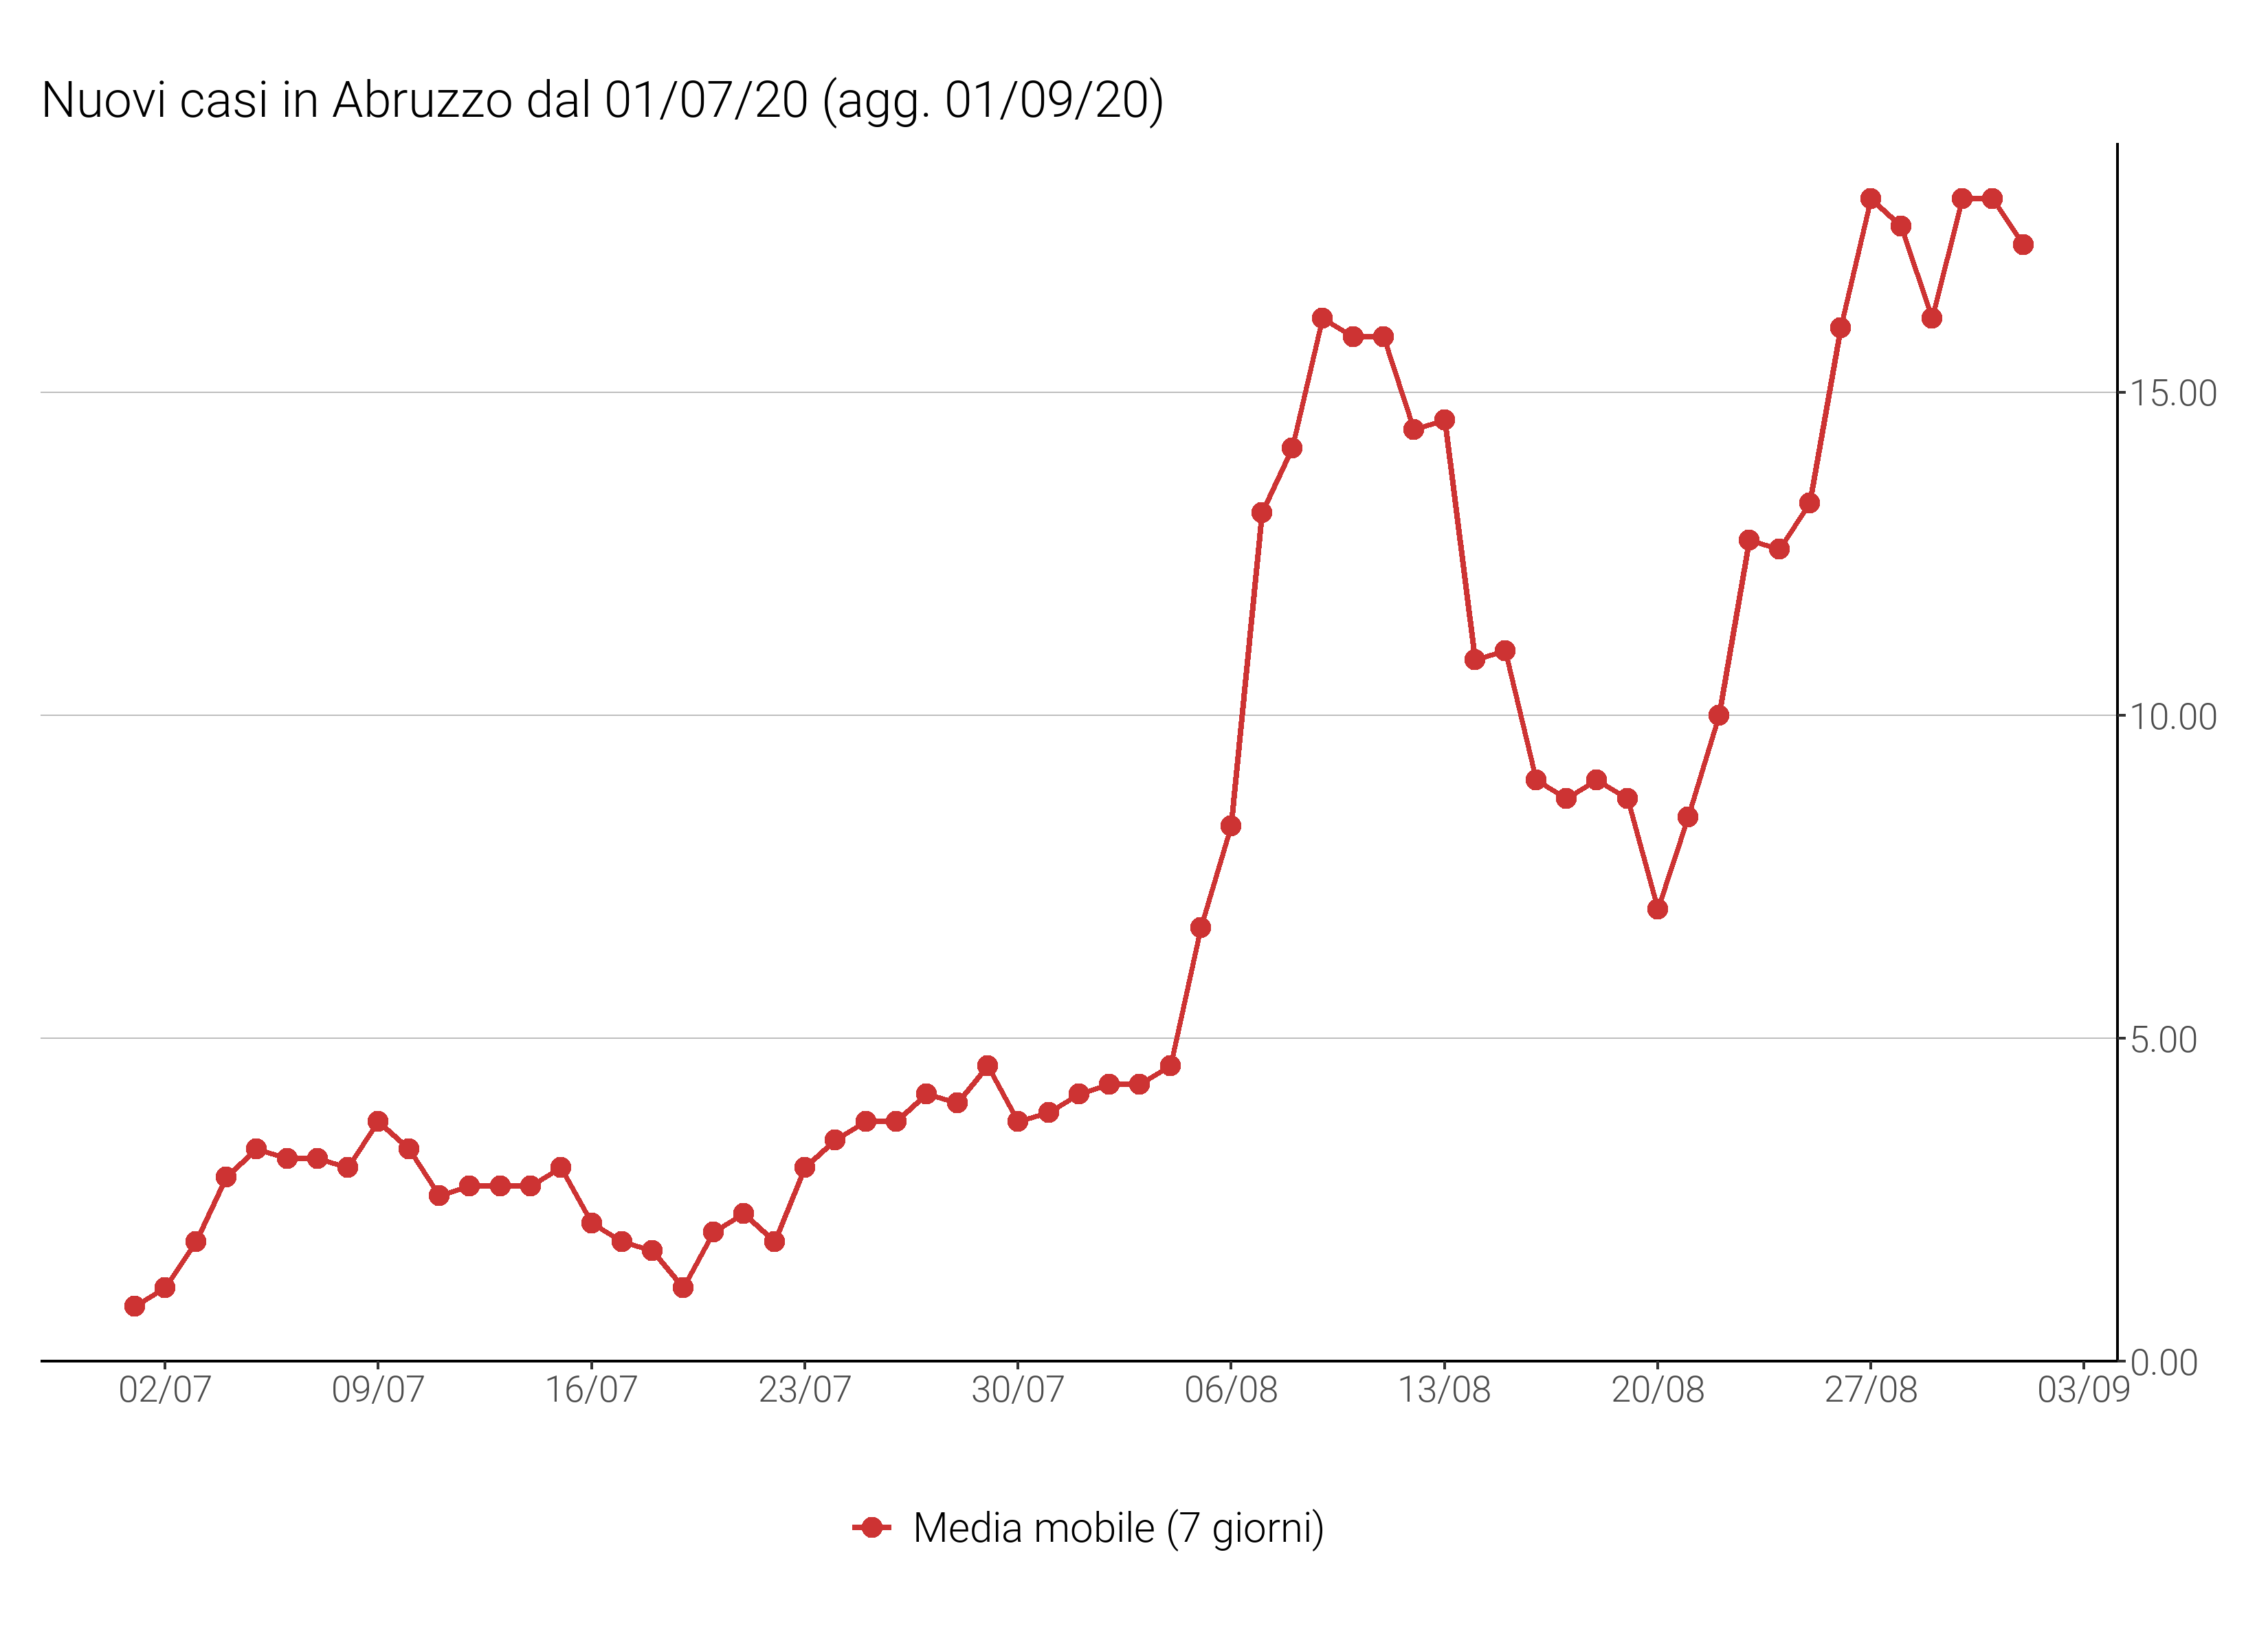 Nuovi casi in Abruzzo dal 01/07/20 (agg. 01/09/20)
15.00
10.00
5.00
0.00
02/07 09/07 16/07 23/07 30/07 06/08 13/08 20/08 27/08 03/09
Media mobile (7 giorni)